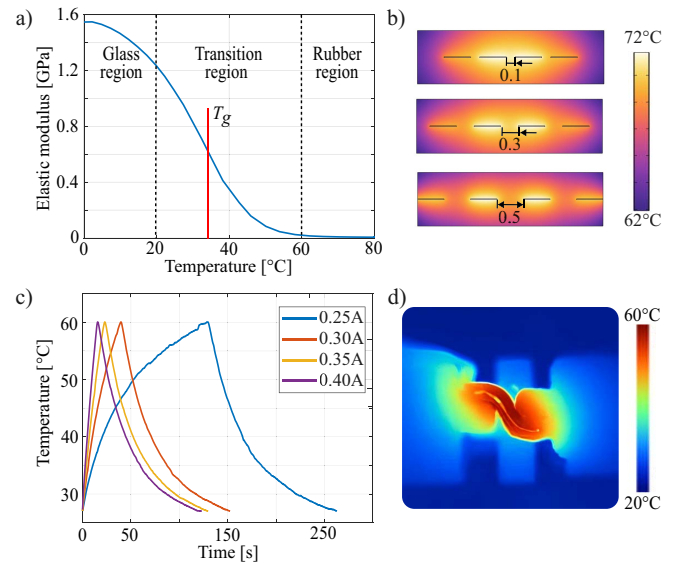 a)
Elastic modulus [GPa]
1.6
1.2
0.8
0.4
0
Glass
region
Transition
region
Rubber
region
Tg
0 20 40 60 80
Temperature [°C]
b)
0.1
0.3
0.5
72°C
62°C
c)
Temperature [°C]
60
50
40
30
0.25A
0.30A
0.35A
0.40A
0 50 150 250
Time [s]
d)
60°C
20°C